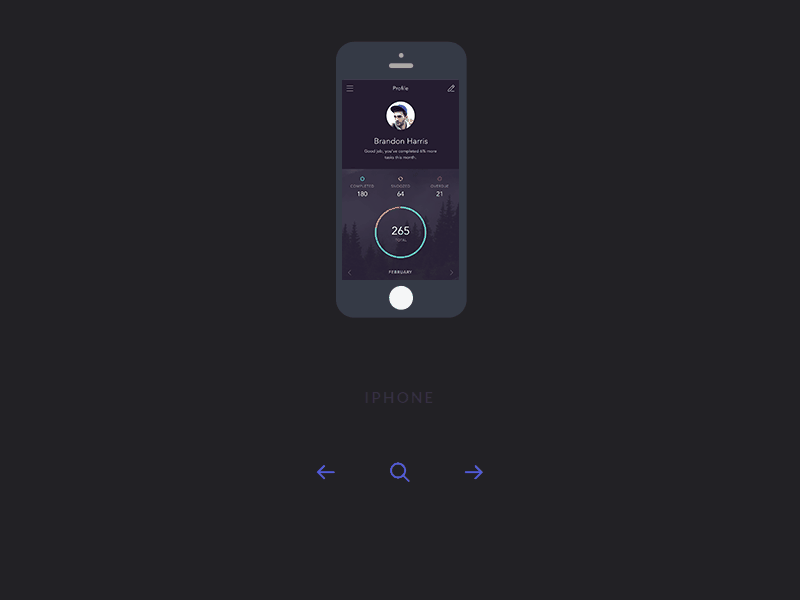 Profile
Brandon Harris
Good job, you've completed 6% more
tasks this month.
COMPLETED SNOOZED OVERDUE
180 64 21
265
TOTAL
FEBRUARY
IPHONE